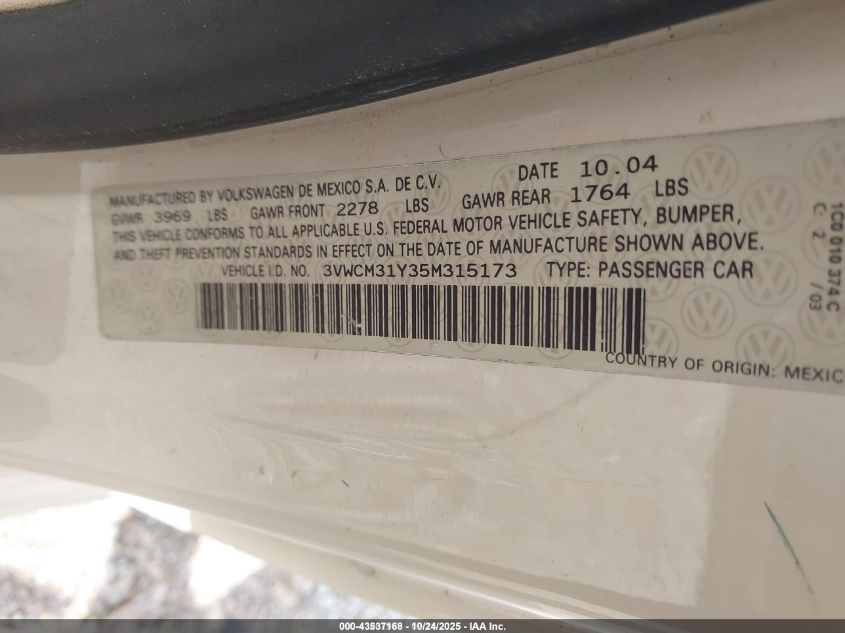 MANUFACTURED BY VOLKSWAGEN DE MEXICO S.A. DE C.V. DATE 10.04
GVWR 3969 LBS GAWR FRONT 2278 LBS GAWR REAR 1764 LBS
THIS VEHICLE CONFORMS TO ALL APPLICABLE U.S. FEDERAL MOTOR VEHICLE SAFETY, BUMPER,
AND THEFT PREVENTION STANDARDS IN EFFECT ON THE DATE OF MANUFACTURE SHOWN ABOVE.
VEHICLE I.D. NO. 3VWCM31Y35M315173 TYPE: PASSENGER CAR
COUNTRY OF ORIGIN: MEXIC
1C0 010 374 C
C 2 /03
000-43537168 - 10/24/2025 - IAA Inc.